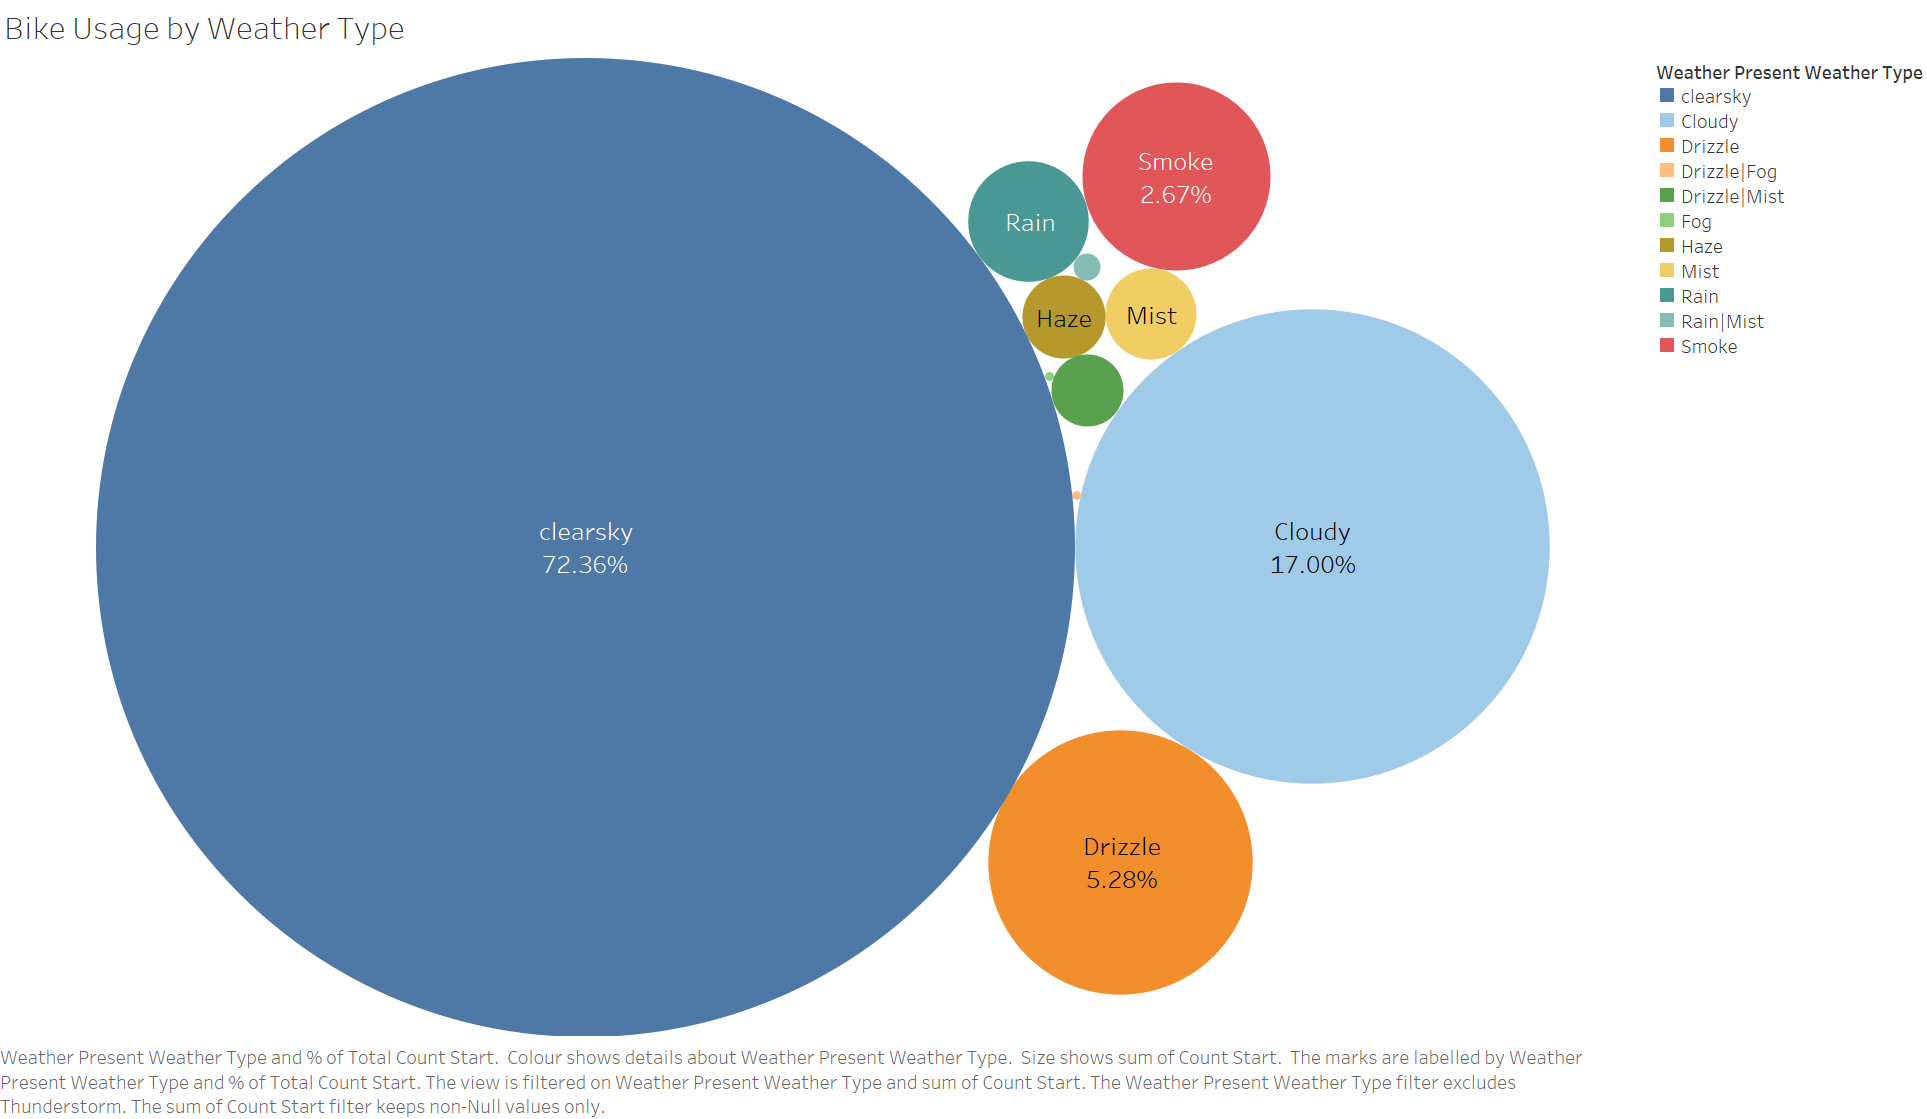 Bike Usage by Weather Type
Weather Present Weather Type
clearsky
Cloudy
Drizzle
Drizzle|Fog
Drizzle|Mist
Fog
Haze
Mist
Rain
Rain|Mist
Smoke
Smoke
2.67%
Rain
Haze
Mist
clearsky
72.36%
Cloudy
17.00%
Drizzle
5.28%
Weather Present Weather Type and % of Total Count Start.  Colour shows details about Weather Present Weather Type.  Size shows sum of Count Start.  The marks are labelled by Weather
Present Weather Type and % of Total Count Start. The view is filtered on Weather Present Weather Type and sum of Count Start. The Weather Present Weather Type filter excludes
Thunderstorm. The sum of Count Start filter keeps non-Null values only.